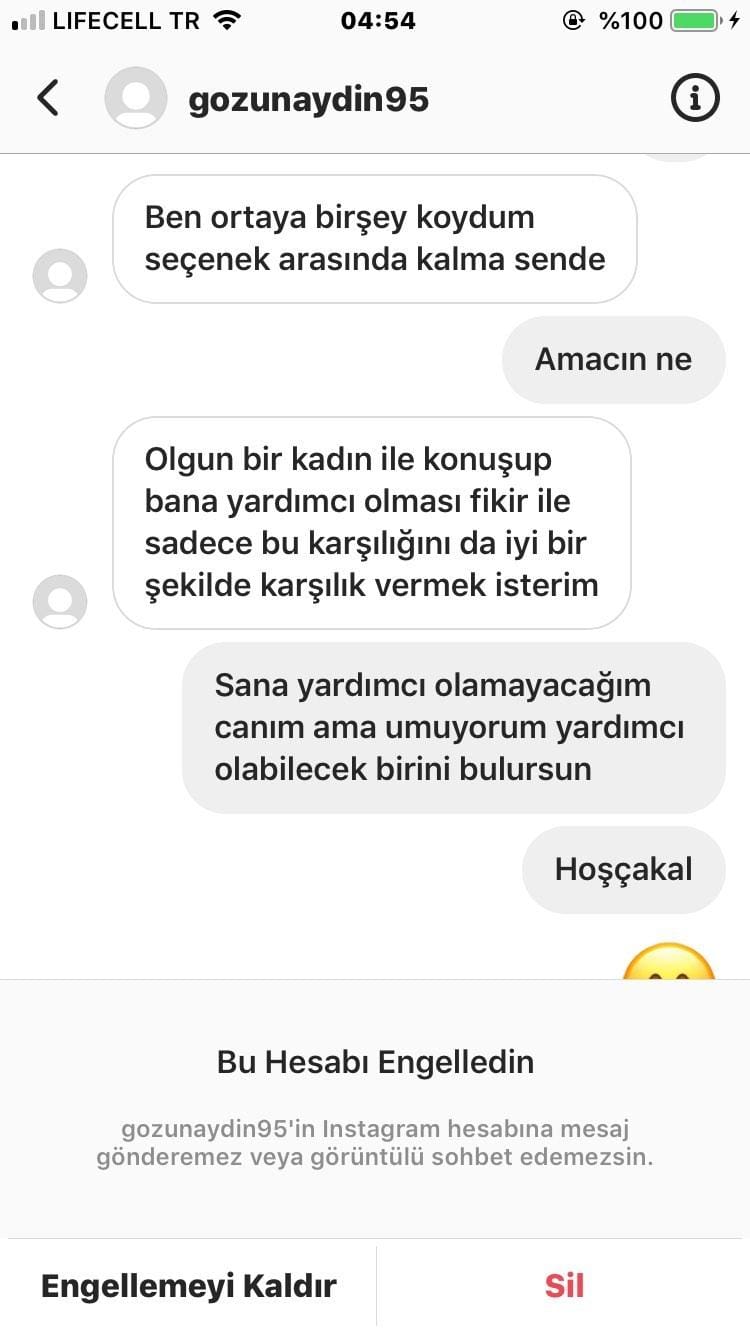 LIFECELL TR 04:54 %100
gozunaydin95
Ben ortaya birşey koydum
seçenek arasında kalma sende
Amacın ne
Olgun bir kadın ile konuşup
bana yardımcı olması fikir ile
sadece bu karşılığını da iyi bir
şekilde karşılık vermek isterim
Sana yardımcı olamayacağım
canım ama umuyorum yardımcı
olabilecek birini bulursun
Hoşçakal
Bu Hesabı Engelledin
gozunaydin95'in Instagram hesabına mesaj
gönderemez veya görüntülü sohbet edemezsin.
Engellemeyi Kaldır
Sil